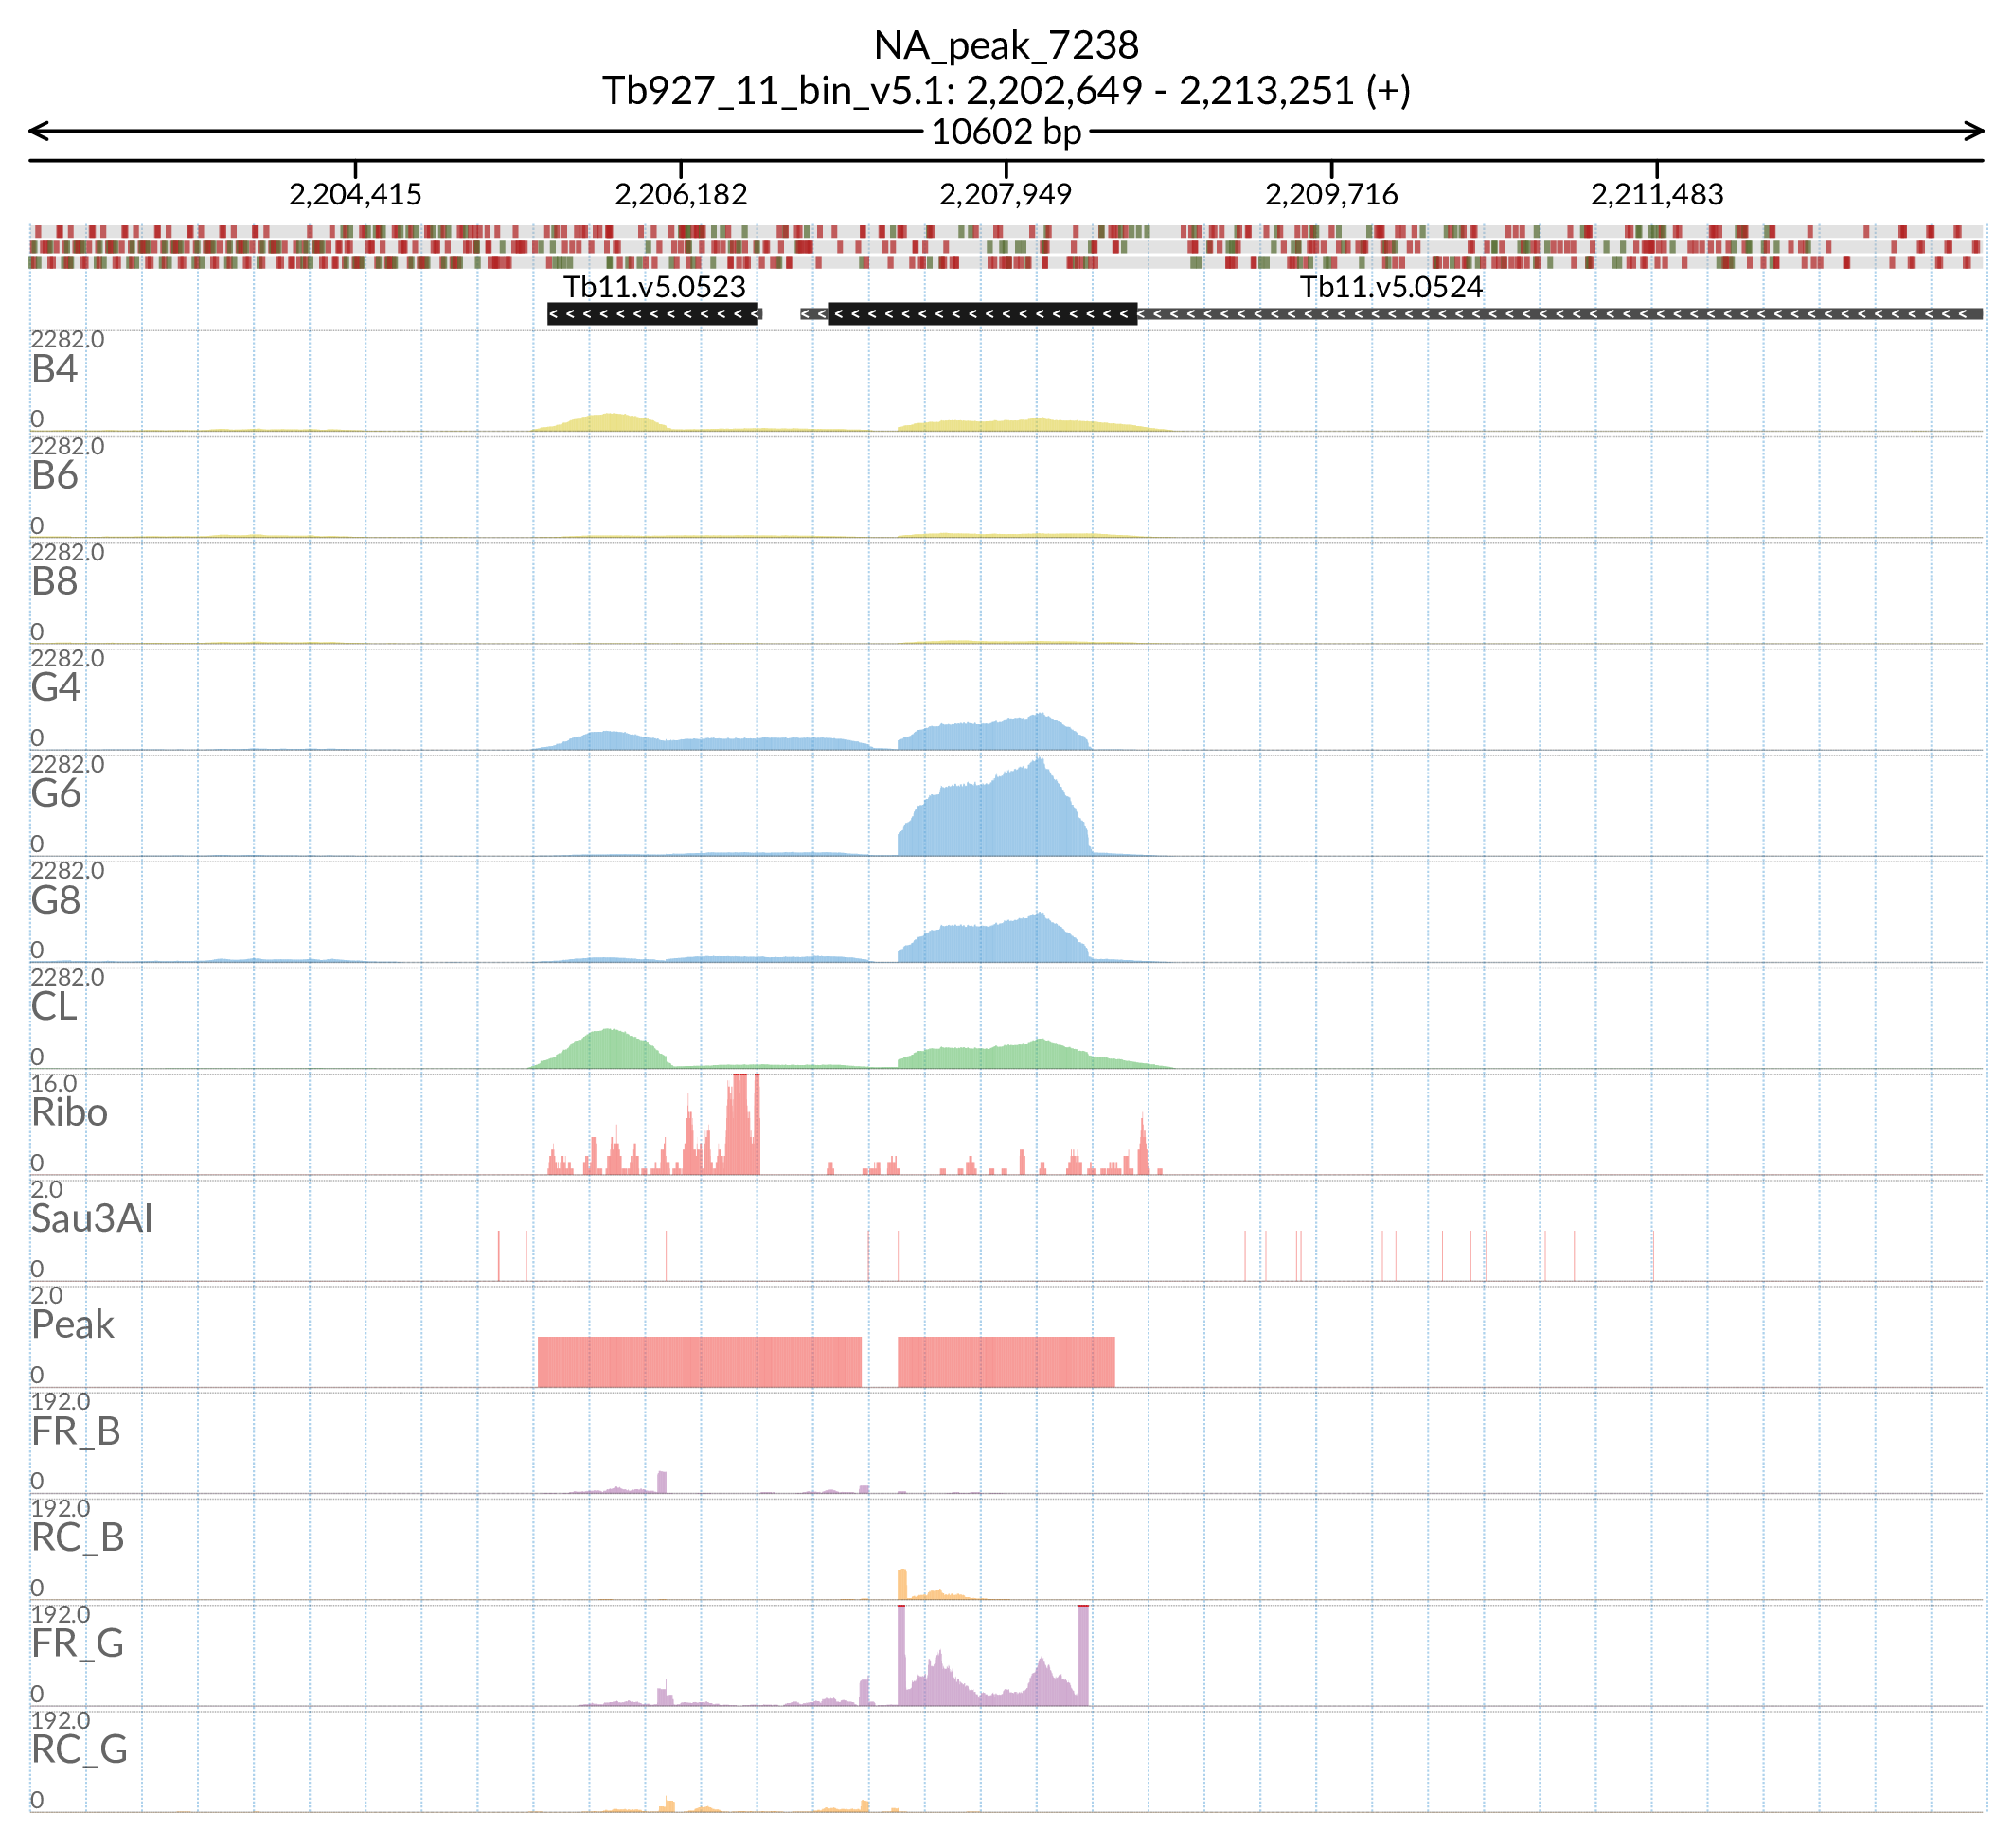 NA_peak_7238
Tb927_11_bin_v5.1: 2,202,649 - 2,213,251 (+)
10602 bp
2,204,415 2,206,182 2,207,949 2,209,716 2,211,483
Tb11.v5.0523 Tb11.v5.0524
2282.0
B4
0
2282.0
B6
0
2282.0
B8
0
2282.0
G4
0
2282.0
G6
0
2282.0
G8
0
2282.0
CL
0
16.0
Ribo
0
2.0
Sau3AI
0
2.0
Peak
0
192.0
FR_B
0
192.0
RC_B
0
192.0
FR_G
0
192.0
RC_G
0